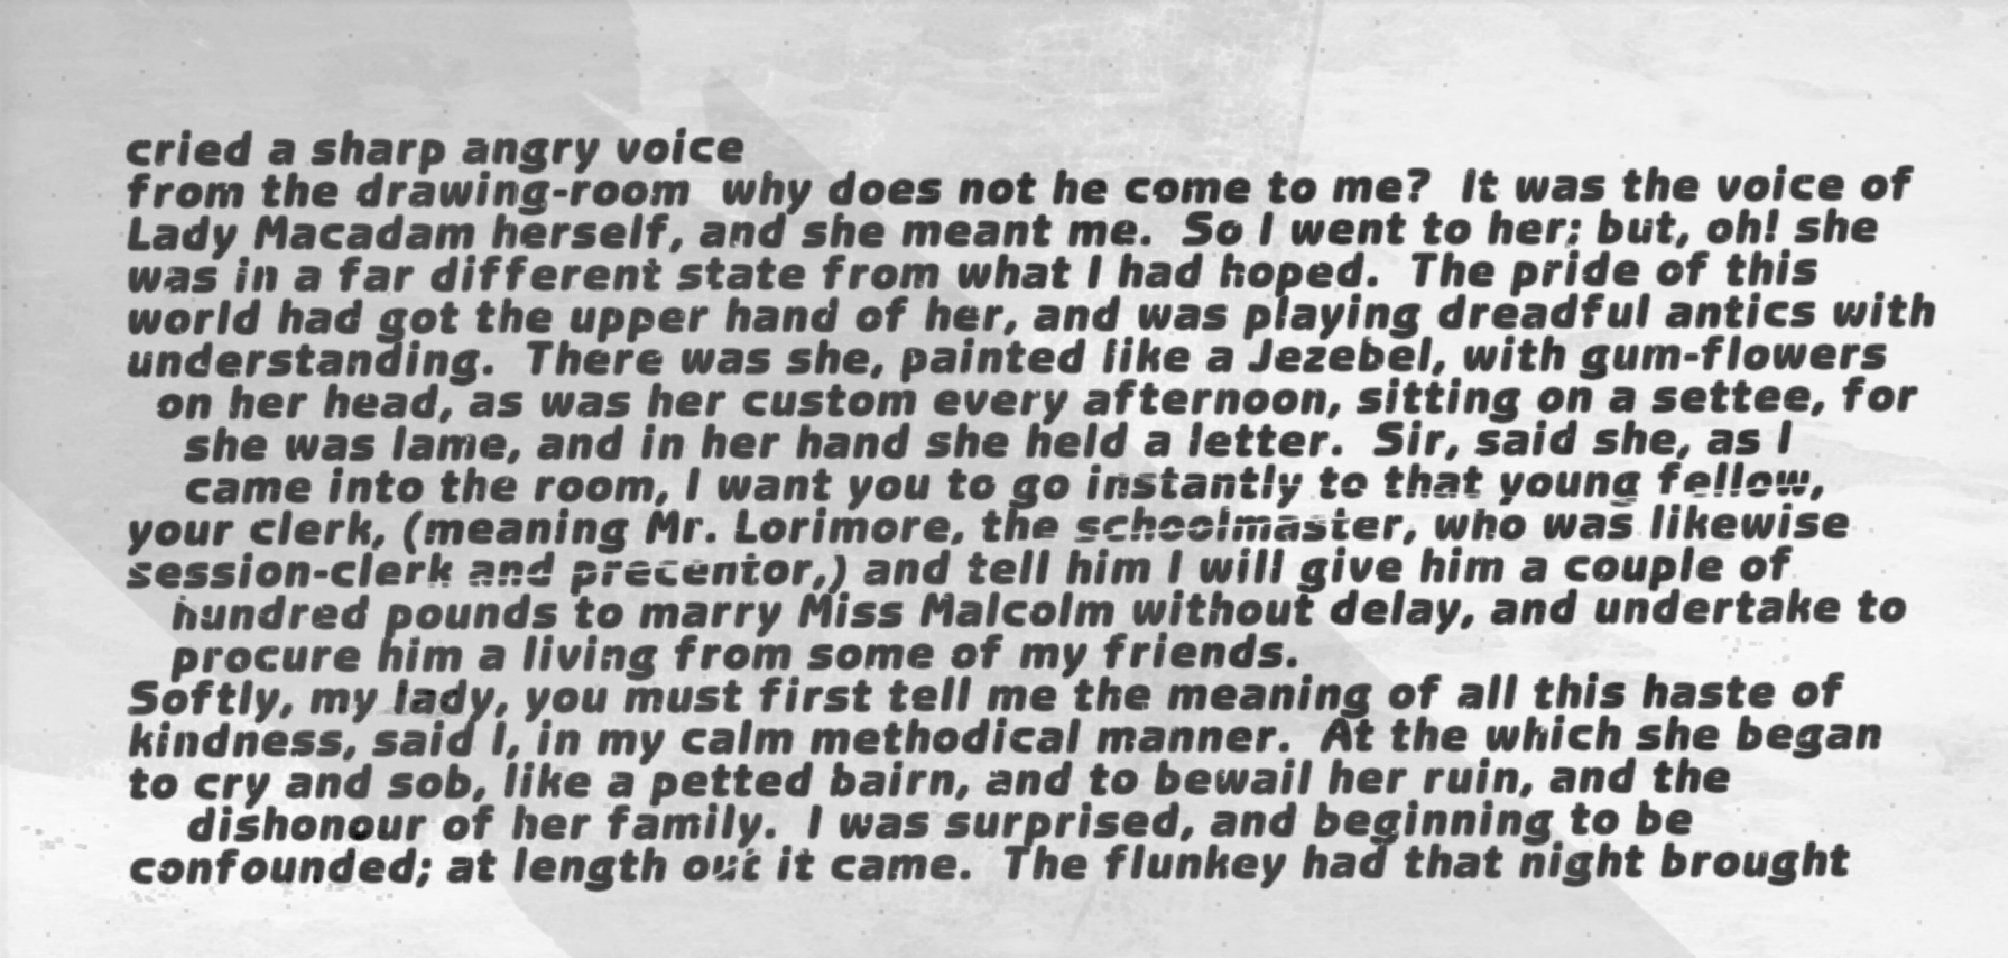 cried a sharp angry voice
from the drawing-room  why does not he come to me?  It was the voice of
Lady Macadam herself, and she meant me.  So I went to her; but, oh! she
was in a far different state from what I had hoped.  The pride of this
world had got the upper hand of her, and was playing dreadful antics with
understanding.  There was she, painted like a Jezebel, with gum-flowers
on her head, as was her custom every afternoon, sitting on a settee, for
she was lame, and in her hand she held a letter.  Sir, said she, as I
came into the room, I want you to go instantly to that young fellow,
your clerk, (meaning Mr. Lorimore, the schoolmaster, who was likewise
session-clerk and precentor,) and tell him I will give him a couple of
hundred pounds to marry Miss Malcolm without delay, and undertake to
procure him a living from some of my friends.
Softly, my lady, you must first tell me the meaning of all this haste of
kindness, said I, in my calm methodical manner.  At the which she began
to cry and sob, like a petted bairn, and to bewail her ruin, and the
dishonour of her family.  I was surprised, and beginning to be
confounded; at length out it came.  The flunkey had that night brought